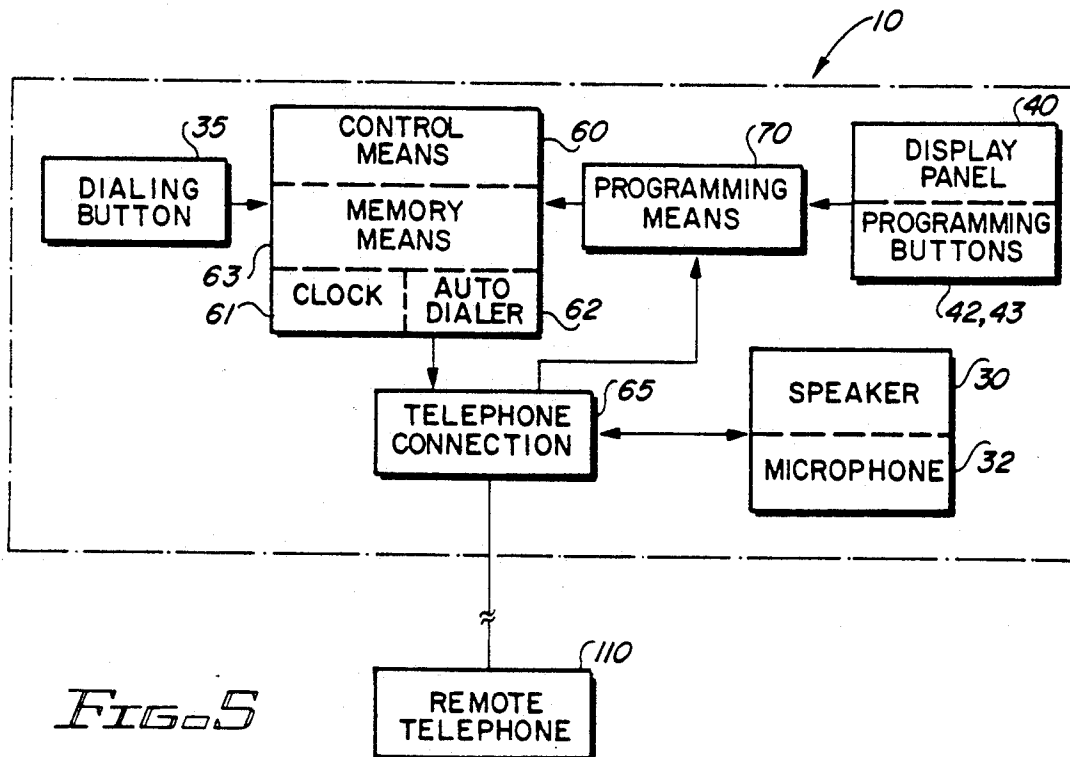 10
35
DIALING
BUTTON
CONTROL
MEANS
60
MEMORY
MEANS
63
CLOCK
61
AUTO
DIALER
62
70
PROGRAMMING
MEANS
40
DISPLAY
PANEL
PROGRAMMING
BUTTONS
42,43
65
TELEPHONE
CONNECTION
SPEAKER
30
MICROPHONE
32
110
REMOTE
TELEPHONE
FIG.5